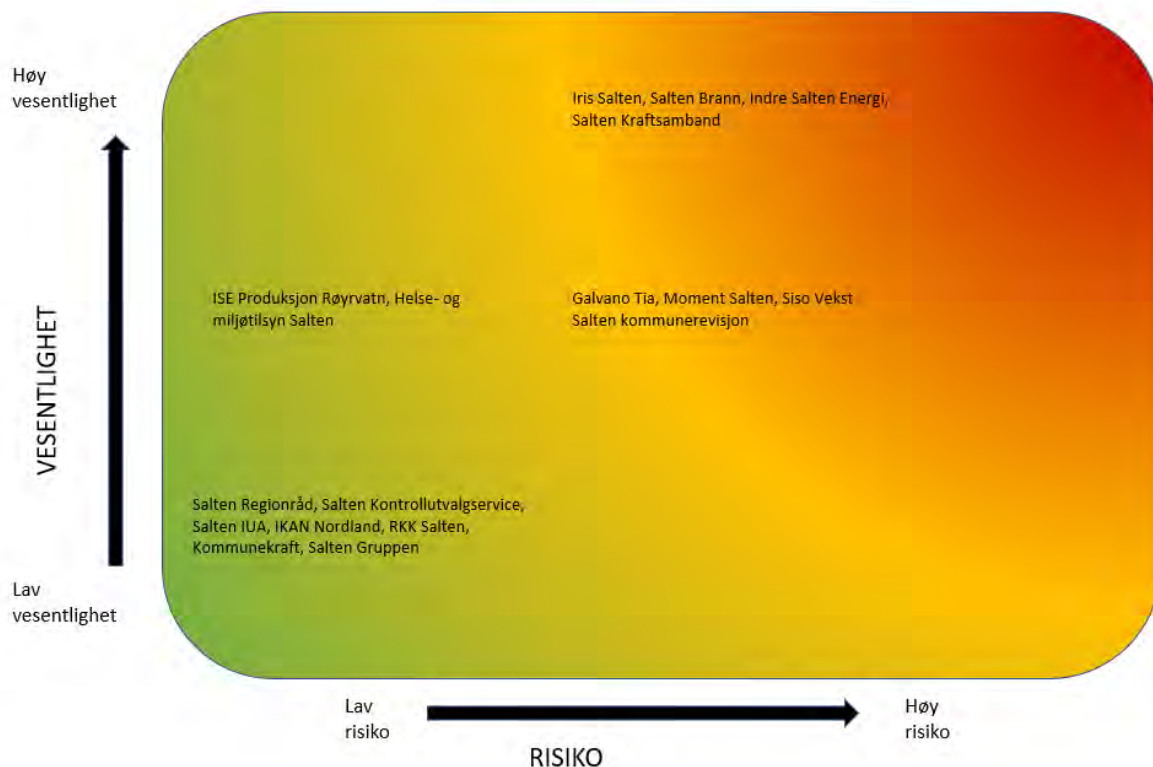 Høy
vesentlighet
Iris Salten, Salten Brann, Indre Salten Energi,
Salten Kraftsamband
VESENTLIGHET
ISE Produksjon Røyrvatn, Helse- og
miljøtilsyn Salten
Galvano Tia, Moment Salten, Siso Vekst
Salten kommunerevisjon
Salten Regionråd, Salten Kontrollutvalgservice,
Salten IUA, IKAN Nordland, RKK Salten,
Kommunekraft, Salten Gruppen
Lav
vesentlighet
Lav
risiko
Høy
risiko
RISIKO